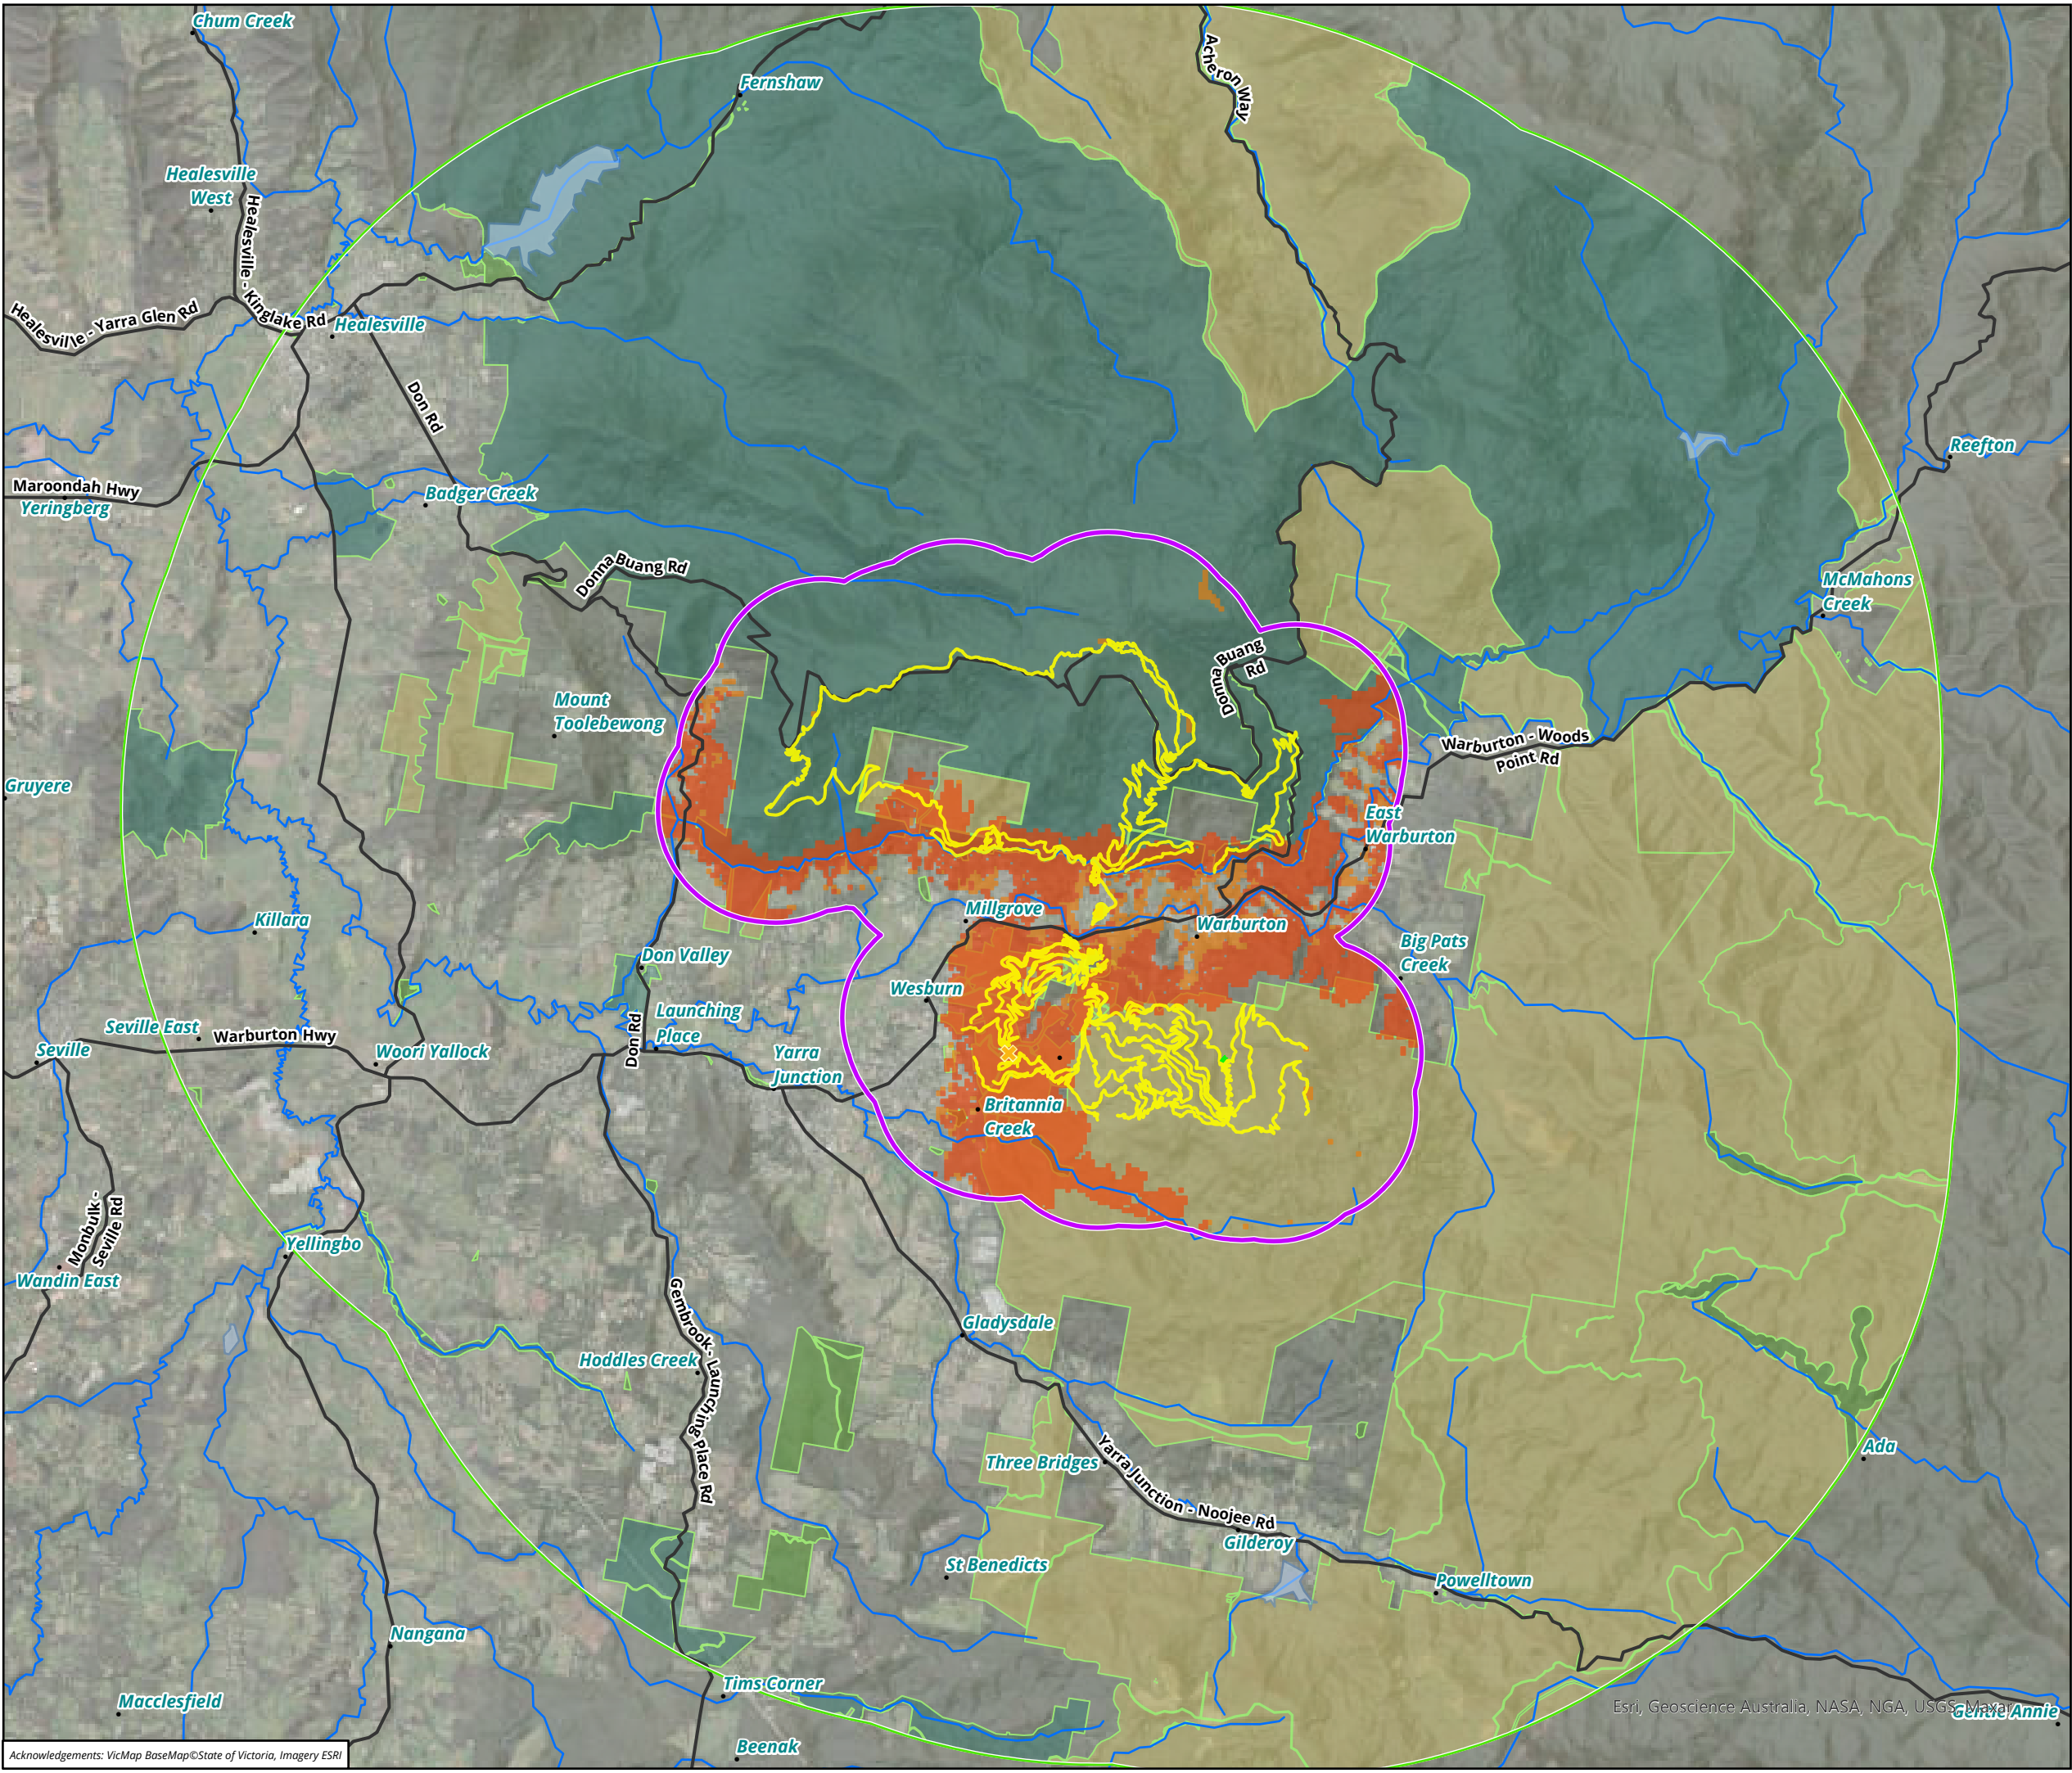 Chum Creek
Fernshaw
Acheron Way
Healesville
West
Healesville - Kinglake Rd
Healesville - Yarra Glen Rd
Healesville
Don Rd
Reefton
Badger Creek
Maroondah Hwy
Yeringberg
Donna Buang Rd
McMahons
Creek
Donna Buang
Rd
Mount
Toolebewong
Warburton - Woods
Point Rd
Gruyere
East
Warburton
Millgrove
Killara
Warburton
Big Pats
Creek
Don Valley
Wesburn
Launching
Place
Seville East
Warburton Hwy
Don Rd
Seville
Woori Yallock
Yarra
Junction
Britannia
Creek
Monbulk -
Seville Rd
Yellingbo
Wandin East
Gembrook - Launching Place Rd
Gladysdale
Hoddles Creek
Yarra Junction - Noojee Rd
Three Bridges
Ada
Gilderoy
St Benedicts
Powelltown
Nangana
Tims Corner
Macclesfield
Esri, Geoscience Australia, NASA, NGA, USGS, Maxar
Gentle Annie
Beenak
Acknowledgements: VicMap BaseMap©State of Victoria, Imagery ESRI